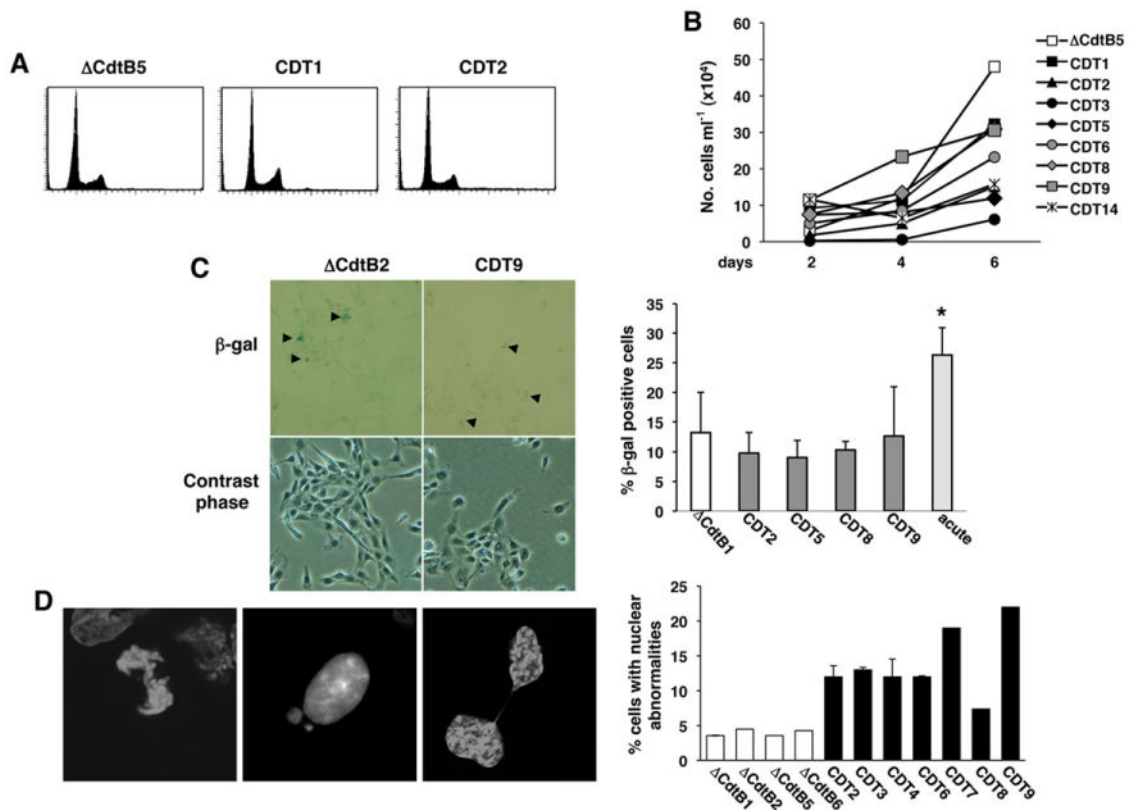 A
ΔCdtB5
CDT1
CDT2
B
No. cells ml⁻¹ (x10⁴)
60
50
40
30
20
10
0
days
2
4
6
ΔCdtB5
CDT1
CDT2
CDT3
CDT5
CDT6
CDT8
CDT9
CDT14
C
ΔCdtB2
CDT9
β-gal
Contrast
phase
% β-gal positive cells
35
30
25
20
15
10
5
0
*
ΔCdtB1
CDT2
CDT5
CDT8
CDT9
acute
D
% cells with nuclear
abnormalities
25
20
15
10
5
0
ΔCdtB1
ΔCdtB2
ΔCdtB5
ΔCdtB6
CDT2
CDT3
CDT4
CDT6
CDT7
CDT8
CDT9